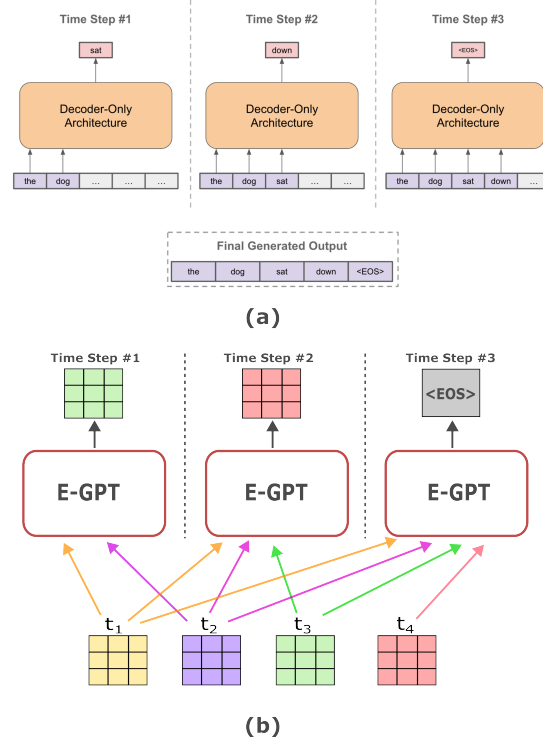 Time Step #1 Time Step #2 Time Step #3
sat down <EOS>
Decoder-Only Architecture Decoder-Only Architecture Decoder-Only Architecture
the dog ... ... ... the dog sat ... ... the dog sat down ...
Final Generated Output
the dog sat down <EOS>
(a)
Time Step #1 Time Step #2 Time Step #3
<EOS>
E-GPT E-GPT E-GPT
t1 t2 t3 t4
(b)